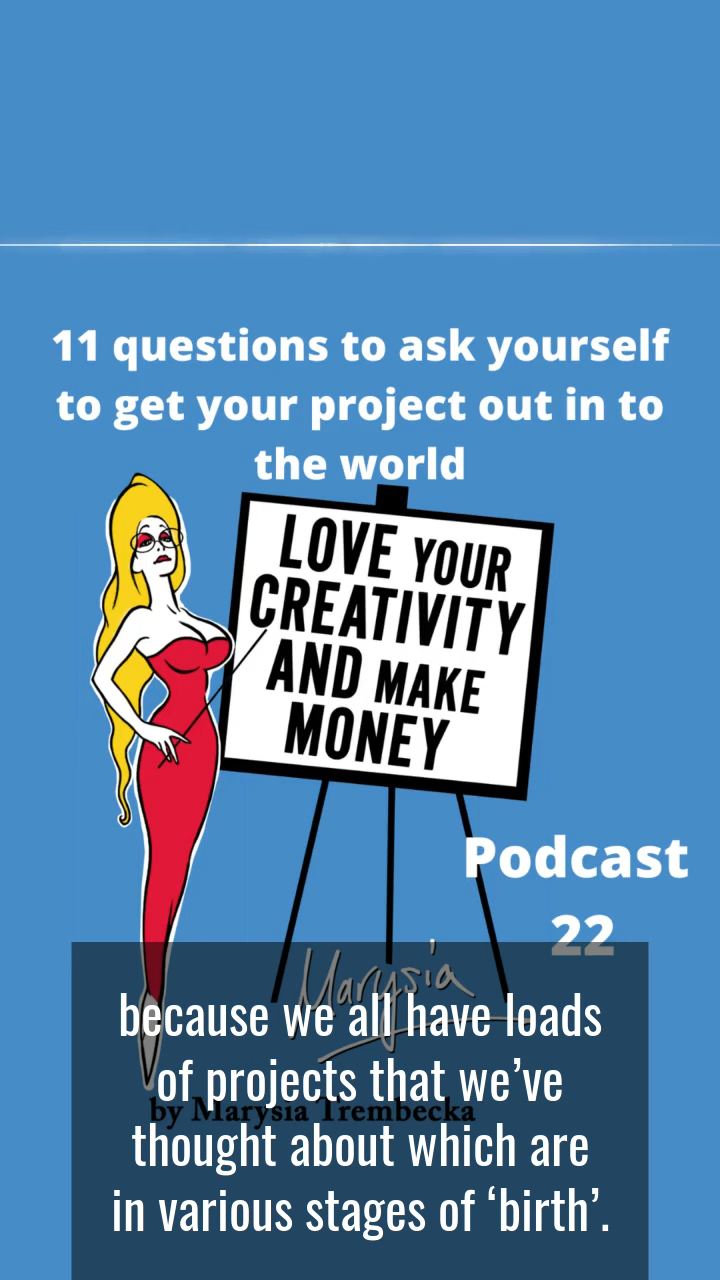 11 questions to ask yourself
to get your project out in to
the world
LOVE YOUR
CREATIVITY
AND MAKE
MONEY
Podcast
22
Marysia
because we all have loads
of projects that we’ve
by Marysia Trembecka
thought about which are
in various stages of ‘birth’.